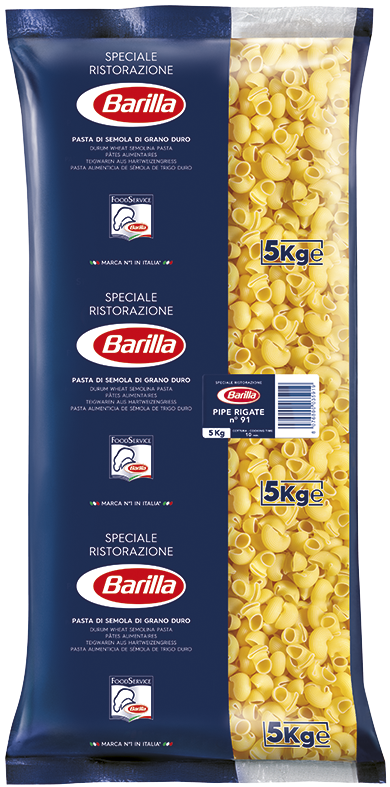 SPECIALE
RISTORAZIONE
Barilla
PASTA DI SEMOLA DI GRANO DURO
DURUM WHEAT SEMOLINA PASTA
PÂTES ALIMENTAIRES
TEIGWAREN AUS HARTWEIZENGRIESS
PASTA ALIMENTICIA DE SÉMOLA DE TRIGO DURO
FOODSERVICE
Barilla
MARCA N°1 IN ITALIA*
5Kg e
SPECIALE
RISTORAZIONE
Barilla
PASTA DI SEMOLA DI GRANO DURO
DURUM WHEAT SEMOLINA PASTA
PÂTES ALIMENTAIRES
TEIGWAREN AUS HARTWEIZENGRIESS
PASTA ALIMENTICIA DE SÉMOLA DE TRIGO DURO
FOODSERVICE
Barilla
MARCA N°1 IN ITALIA*
SPECIALE RISTORAZIONE
Barilla
PIPE RIGATE
n° 91
5 Kg
COTTURA - COOKING TIME
10 min.
5Kg e
SPECIALE
RISTORAZIONE
Barilla
PASTA DI SEMOLA DI GRANO DURO
DURUM WHEAT SEMOLINA PASTA
PÂTES ALIMENTAIRES
TEIGWAREN AUS HARTWEIZENGRIESS
PASTA ALIMENTICIA DE SÉMOLA DE TRIGO DURO
FOODSERVICE
Barilla
MARCA N°1 IN ITALIA*
5Kg e